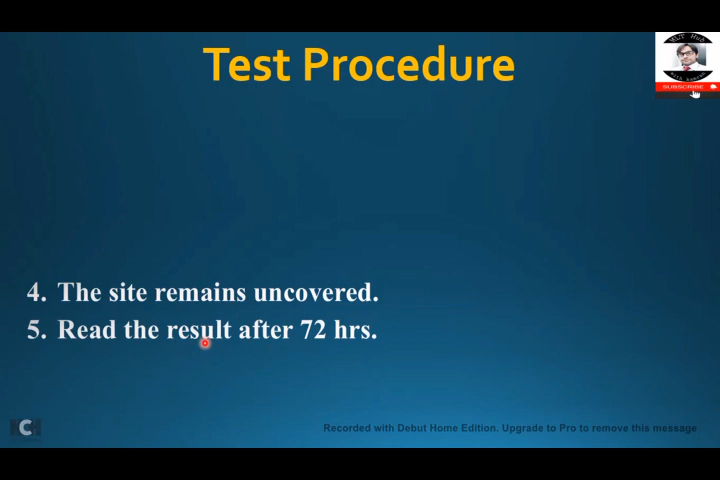 Test Procedure
SUBSCRIBE
4. The site remains uncovered.
5. Read the result after 72 hrs.
Recorded with Debut Home Edition. Upgrade to Pro to remove this message